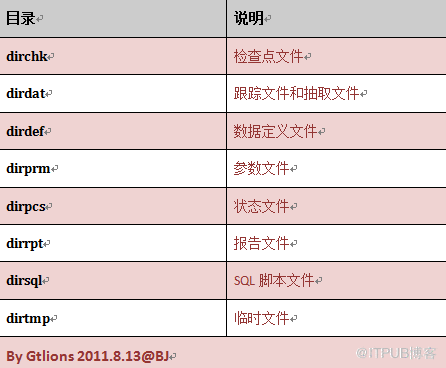 目录 说明
dirchk 检查点文件
dirdat 跟踪文件和抽取文件
dirdef 数据定义文件
dirprm 参数文件
dirpcs 状态文件
dirrpt 报告文件
dirsql SQL 脚本文件
dirtmp 临时文件
By Gtlions 2011.8.13@BJ
@ITPUB博客